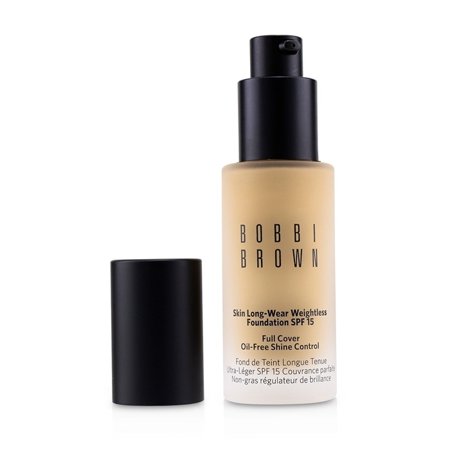 BOBBI
BROWN
Skin Long-Wear Weightless
Foundation SPF 15
Full Cover
Oil-Free Shine Control
Fond de Teint Longue Tenue
Ultra-Léger SPF 15 Couvrance parfaite
Non-gras régulateur de brillance